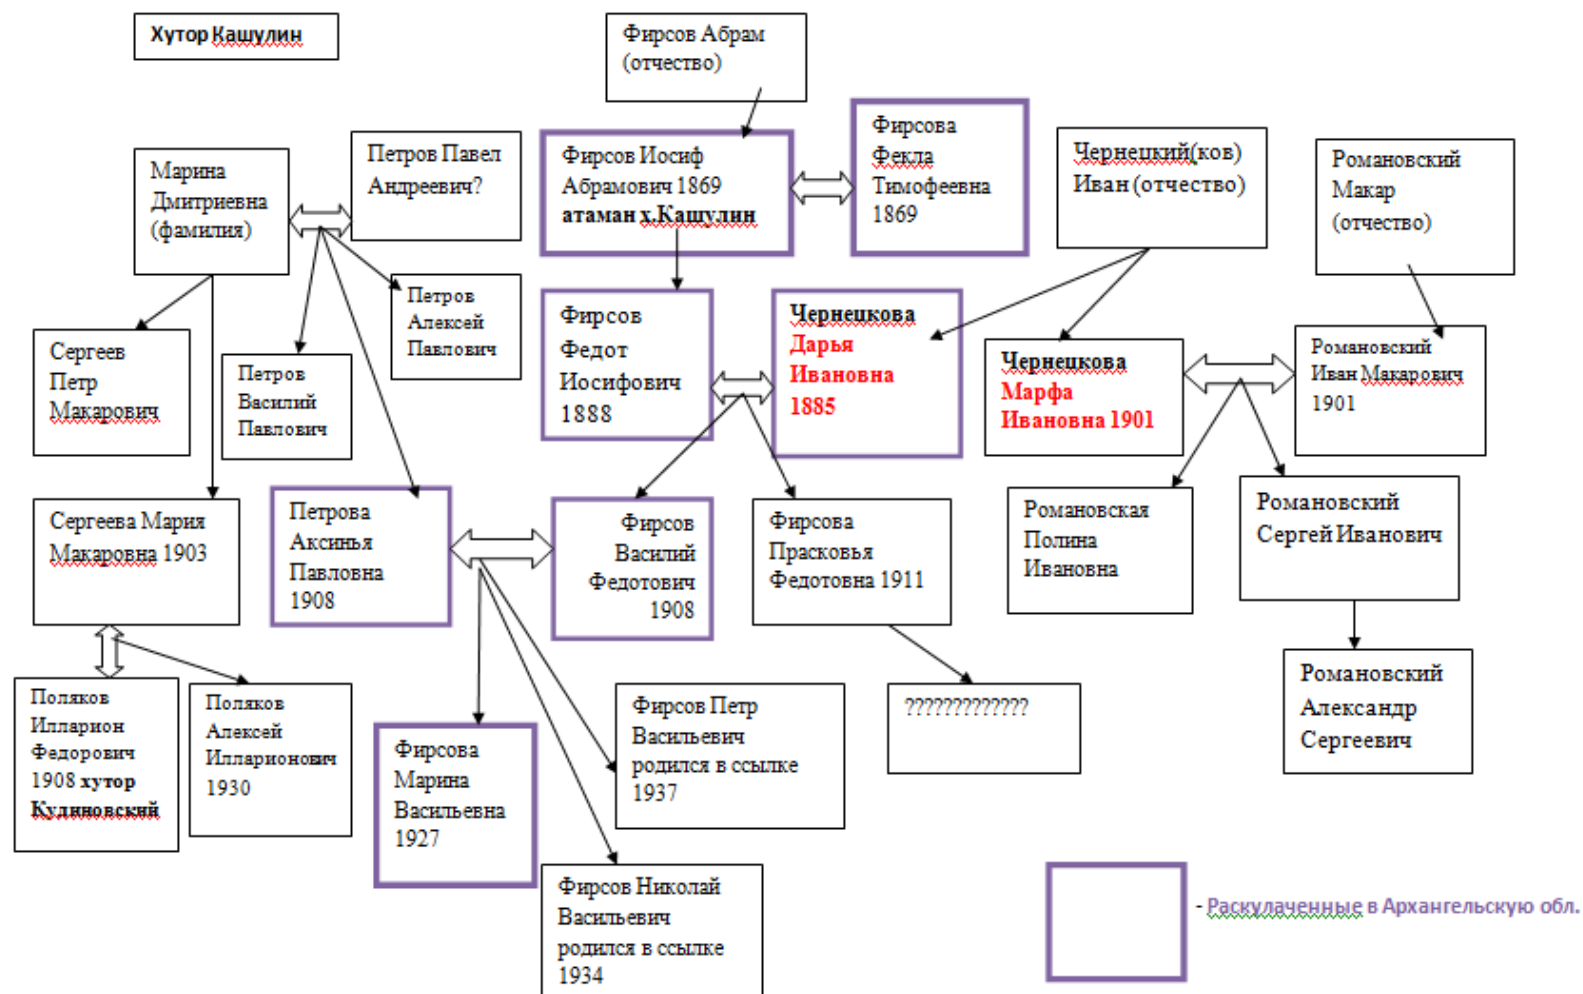 Хутор Кашулин
Фирсов Абрам
(отчество)
Марина
Дмитриевна
(фамилия)
Петров Павел
Андреевич?
Фирсов Иосиф
Абрамович 1869
атаман х.Кашулин
Фирсова
Фекла
Тимофеевна
1869
Чернецкий(ков)
Иван (отчество)
Романовский
Макар
(отчество)
Сергеев
Петр
Макарович
Петров
Василий
Павлович
Петров
Алексей
Павлович
Фирсов
Федот
Иосифович
1888
Чернецкова
Дарья
Ивановна
1885
Чернецкова
Марфа
Ивановна 1901
Романовский
Иван Макарович
1901
Сергеева Мария
Макаровна 1903
Петрова
Аксинья
Павловна
1908
Фирсов
Василий
Федотович
1908
Фирсова
Прасковья
Федотовна 1911
Романовская
Полина
Ивановна
Романовский
Сергей Иванович
Поляков
Илларион
Федорович
1908 хутор
Кулиновский
Поляков
Алексей
Илларионович
1930
Фирсова
Марина
Васильевна
1927
Фирсов Петр
Васильевич
родился в ссылке
1937
?????????????
Романовский
Александр
Сергеевич
Фирсов Николай
Васильевич
родился в ссылке
1934
- Раскулаченные в Архангельскую обл.